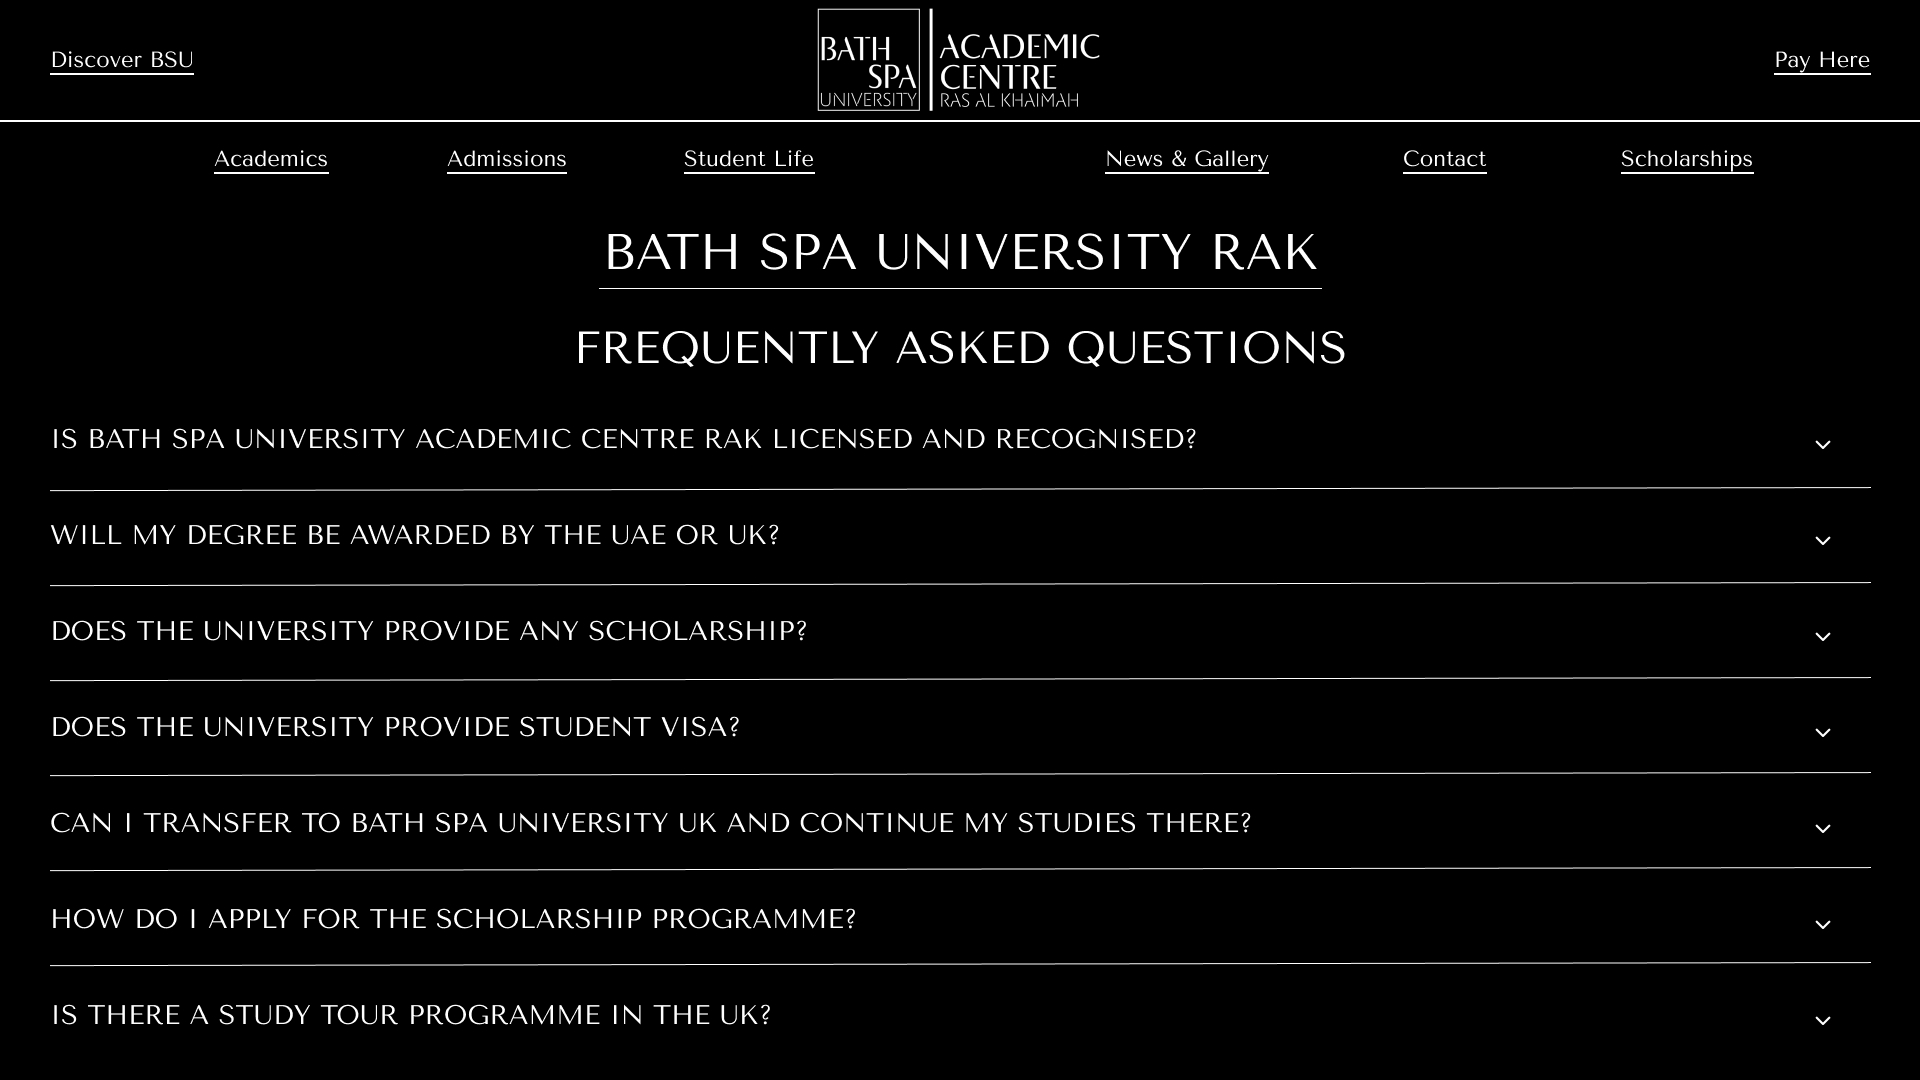 Discover BSU
BATH
SPA
UNIVERSITY
ACADEMIC
CENTRE
RAS AL KHAIMAH
Pay Here
Academics
Admissions
Student Life
News & Gallery
Contact
Scholarships
BATH SPA UNIVERSITY RAK
FREQUENTLY ASKED QUESTIONS
IS BATH SPA UNIVERSITY ACADEMIC CENTRE RAK LICENSED AND RECOGNISED?
WILL MY DEGREE BE AWARDED BY THE UAE OR UK?
DOES THE UNIVERSITY PROVIDE ANY SCHOLARSHIP?
DOES THE UNIVERSITY PROVIDE STUDENT VISA?
CAN I TRANSFER TO BATH SPA UNIVERSITY UK AND CONTINUE MY STUDIES THERE?
HOW DO I APPLY FOR THE SCHOLARSHIP PROGRAMME?
IS THERE A STUDY TOUR PROGRAMME IN THE UK?